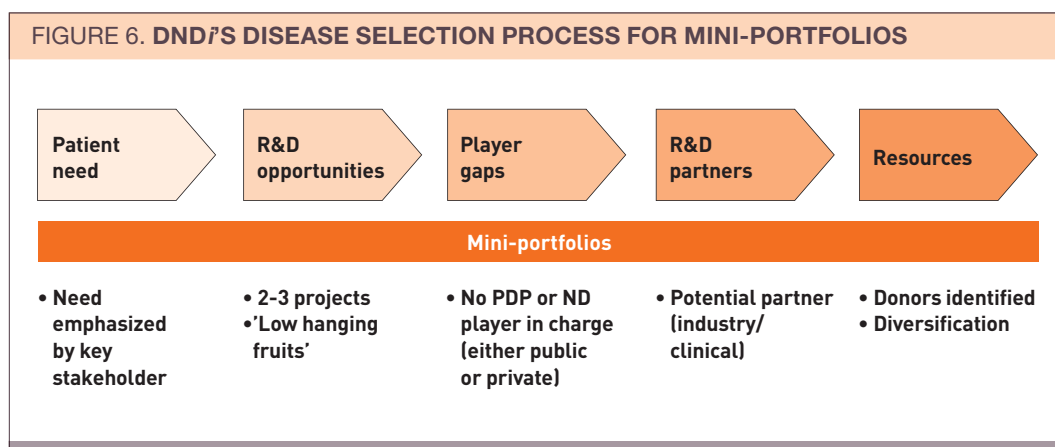 FIGURE 6. DNDi'S DISEASE SELECTION PROCESS FOR MINI-PORTFOLIOS
Patient
need
R&D
opportunities
Player
gaps
R&D
partners
Resources
Mini-portfolios
• Need
emphasized
by key
stakeholder
• 2-3 projects
•'Low hanging
fruits'
• No PDP or ND
player in charge
(either public
or private)
• Potential partner
(industry/
clinical)
• Donors identified
• Diversification